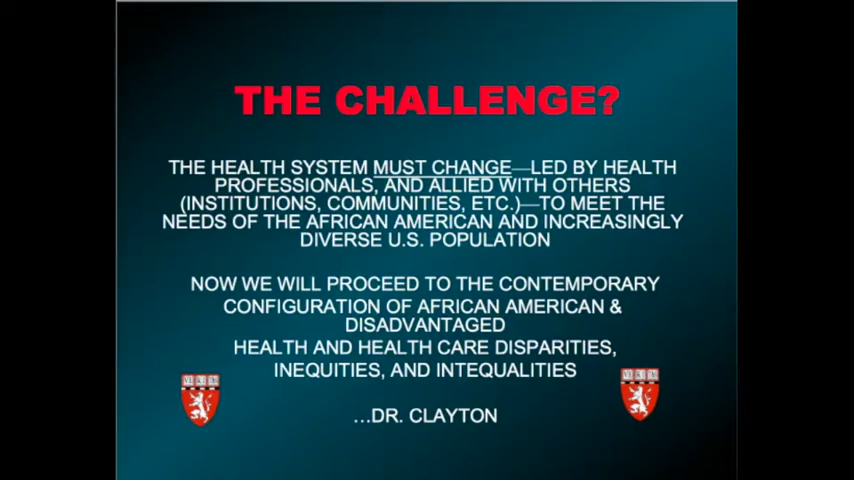 THE CHALLENGE?
THE HEALTH SYSTEM MUST CHANGE—LED BY HEALTH
PROFESSIONALS, AND ALLIED WITH OTHERS
(INSTITUTIONS, COMMUNITIES, ETC.)—TO MEET THE
NEEDS OF THE AFRICAN AMERICAN AND INCREASINGLY
DIVERSE U.S. POPULATION
NOW WE WILL PROCEED TO THE CONTEMPORARY
CONFIGURATION OF AFRICAN AMERICAN &
DISADVANTAGED
HEALTH AND HEALTH CARE DISPARITIES,
INEQUITIES, AND INTEQUALITIES
…DR. CLAYTON